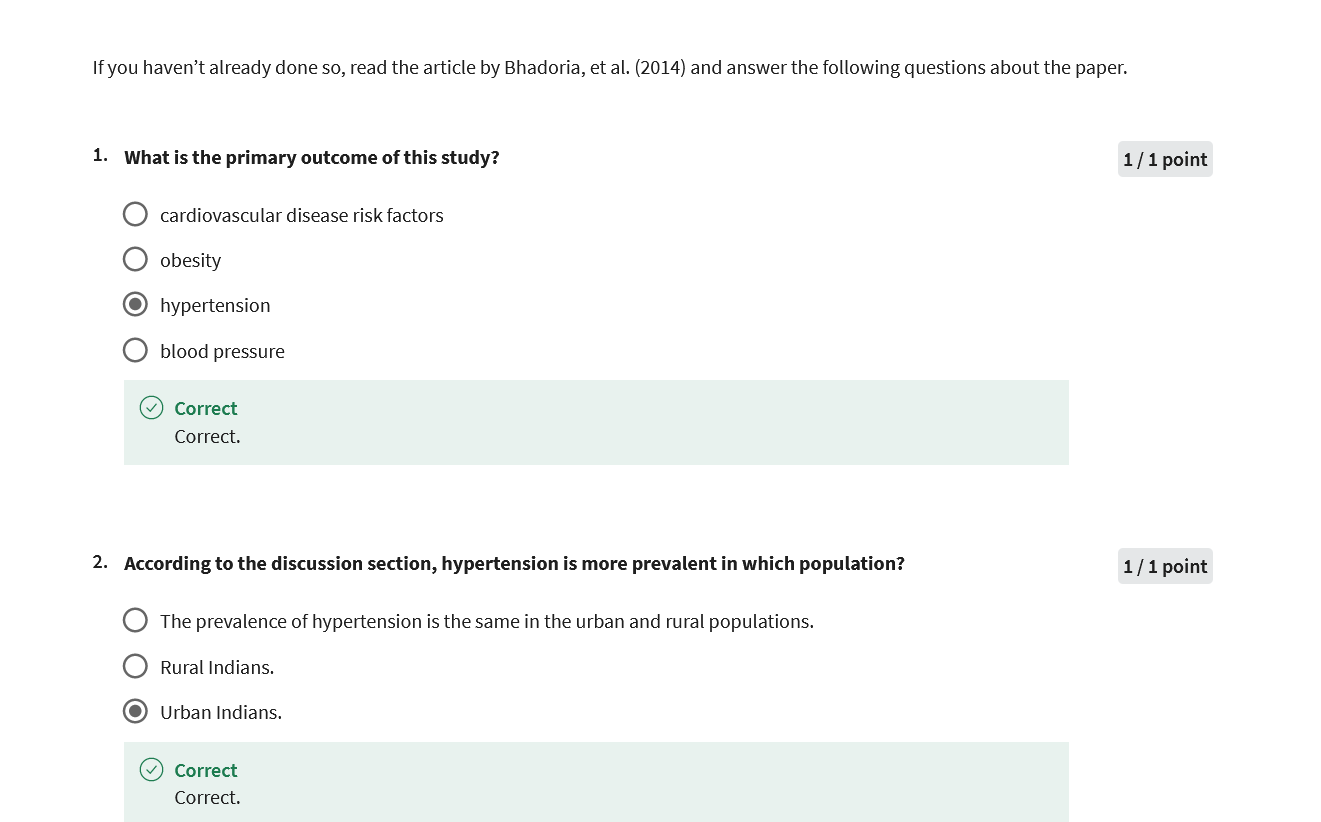 If you haven’t already done so, read the article by Bhadoria, et al. (2014) and answer the following questions about the paper.
1. What is the primary outcome of this study?
1 / 1 point
cardiovascular disease risk factors
obesity
hypertension
blood pressure
Correct
Correct.
2. According to the discussion section, hypertension is more prevalent in which population?
1 / 1 point
The prevalence of hypertension is the same in the urban and rural populations.
Rural Indians.
Urban Indians.
Correct
Correct.